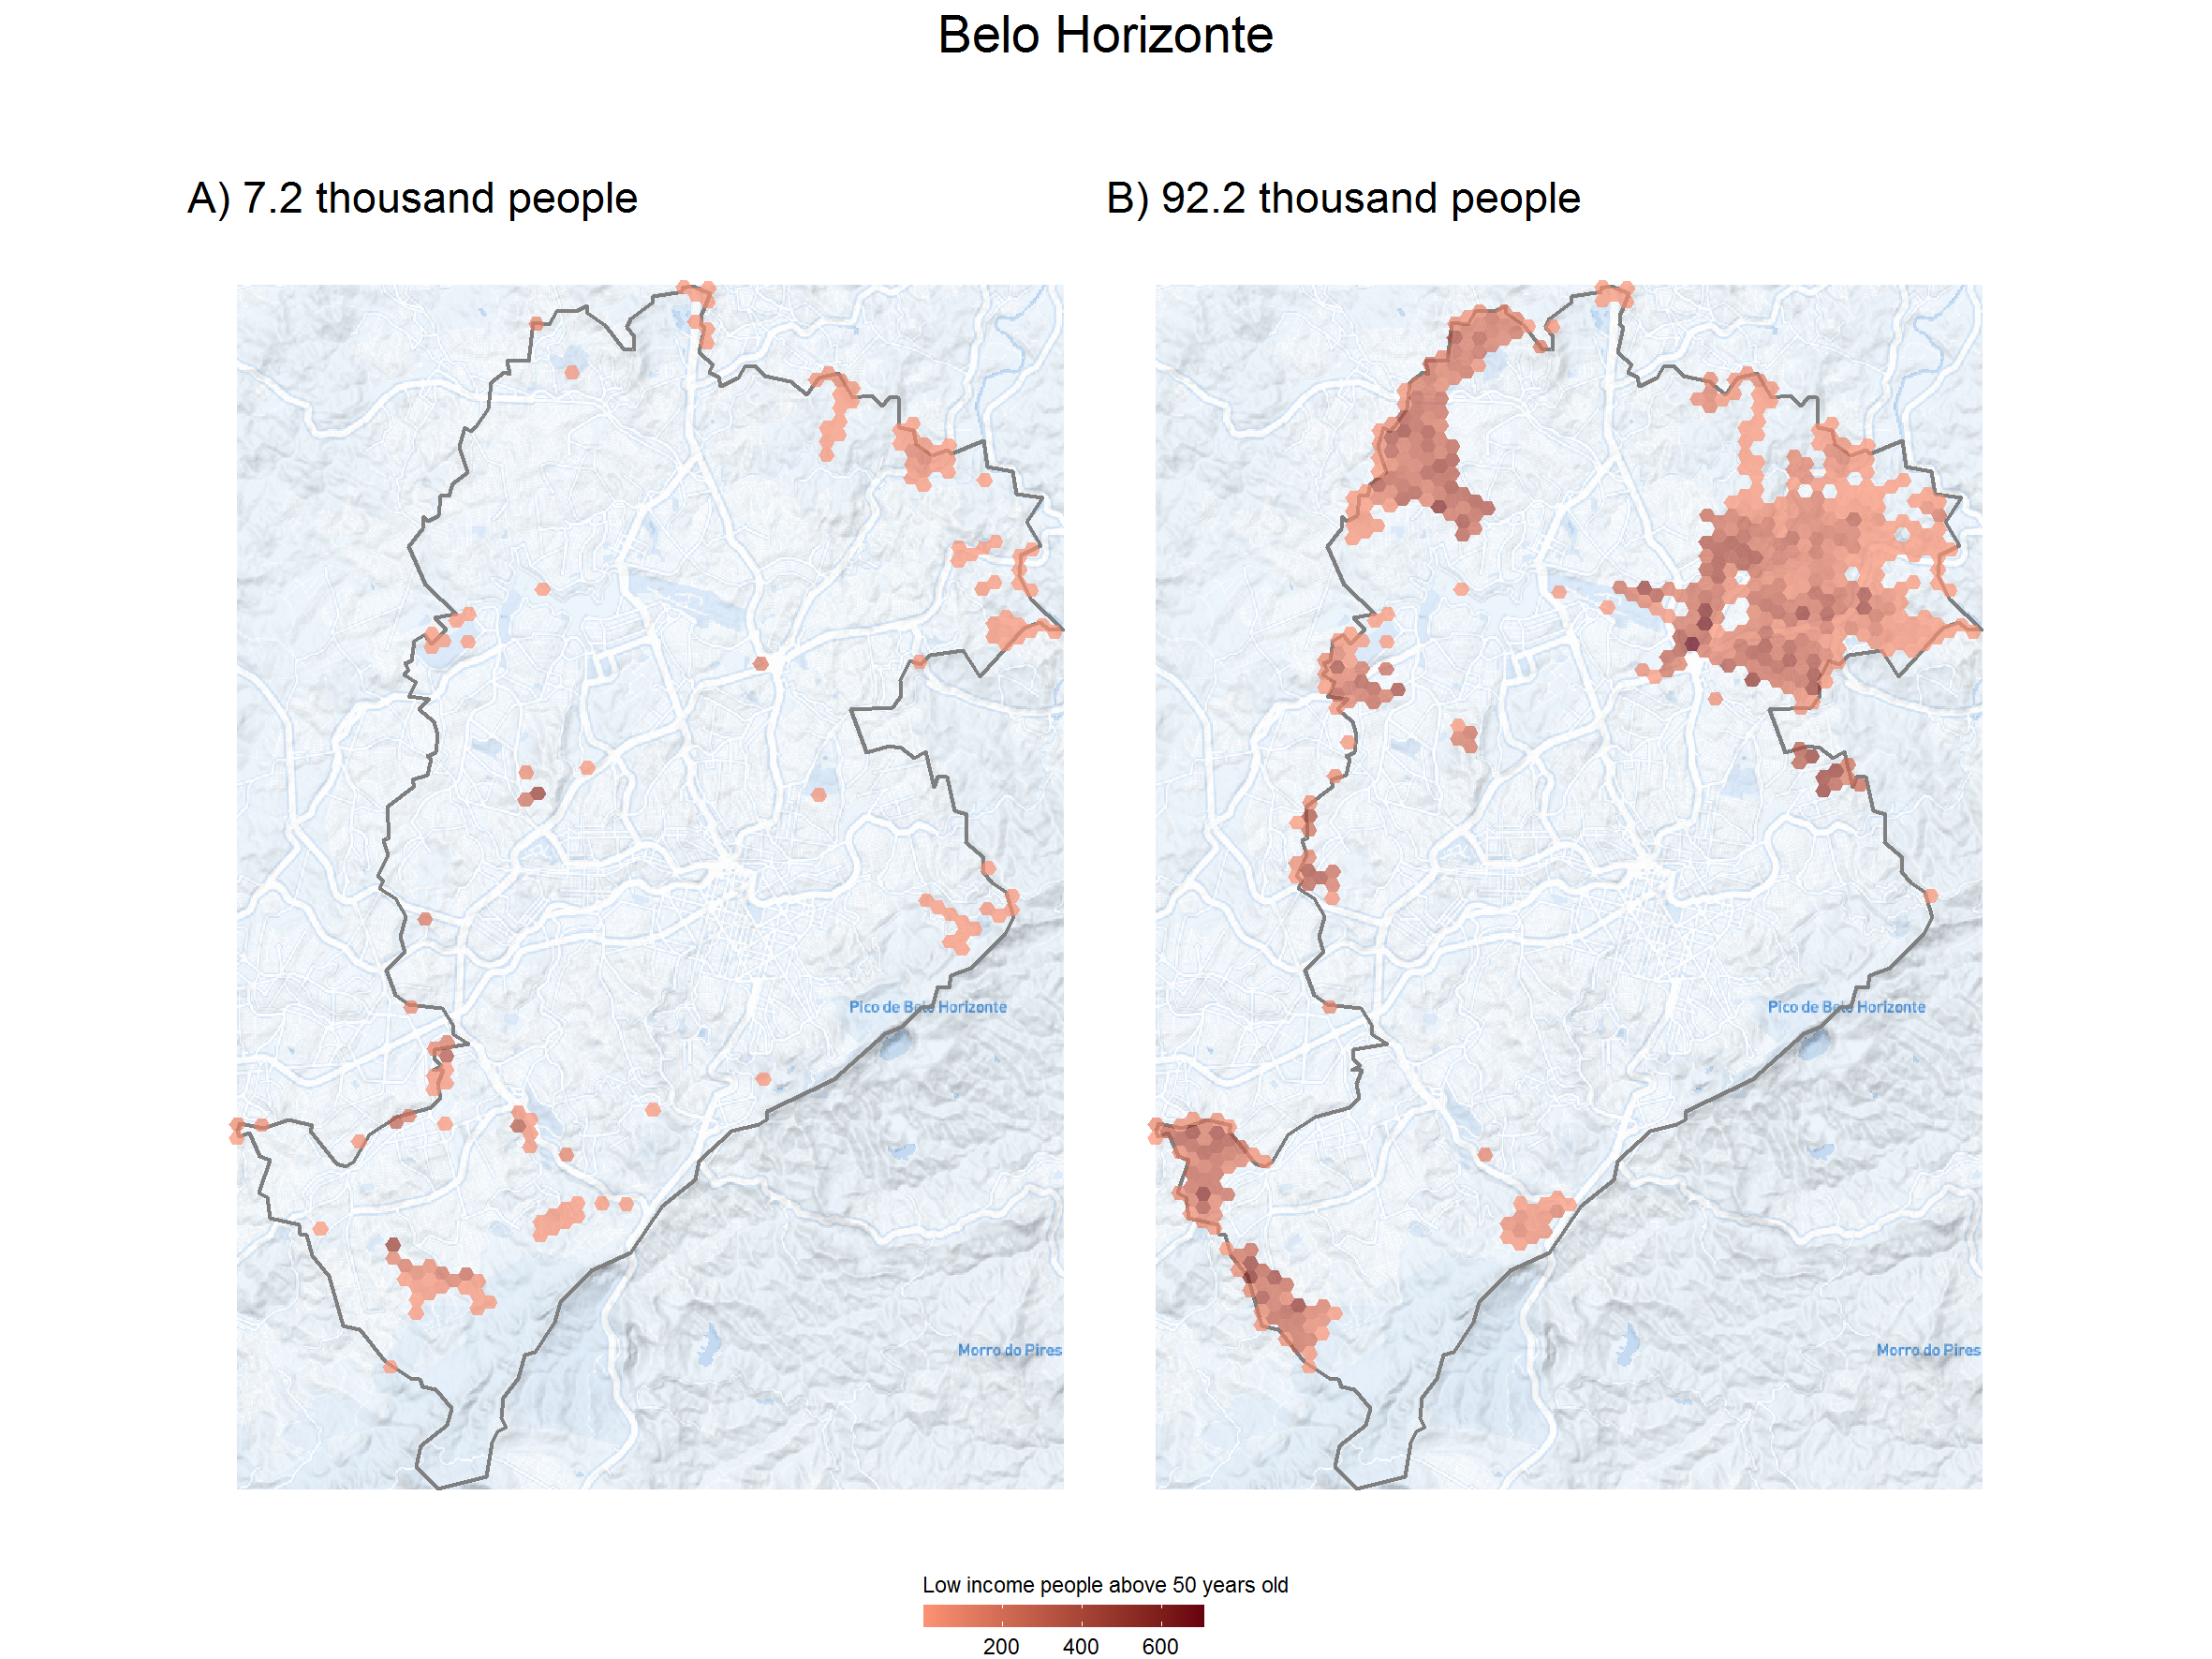 Belo Horizonte
A) 7.2 thousand people
B) 92.2 thousand people
Pico de Belo Horizonte
Pico de Belo Horizonte
Morro do Pires
Morro do Pires
Low income people above 50 years old
200 400 600